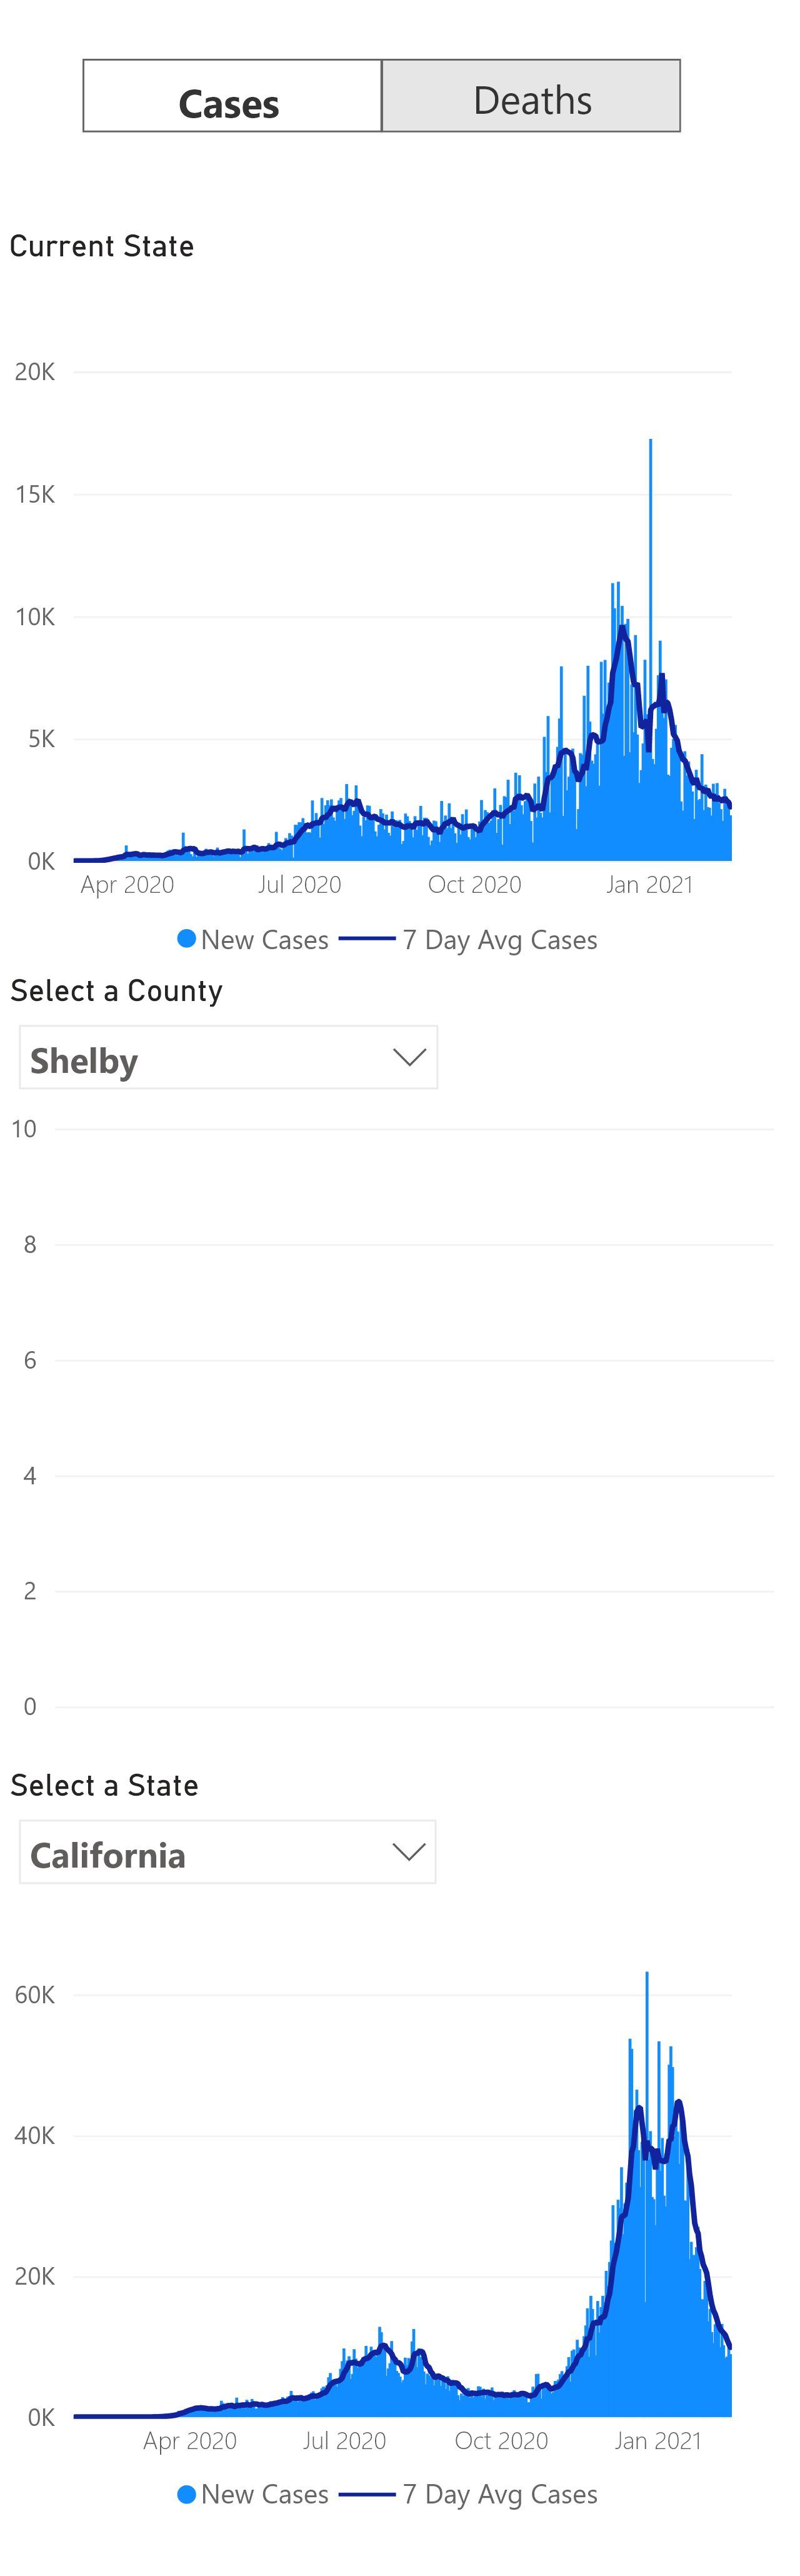 Cases Deaths
Current State
20K
15K
10K
5K
0K
Apr 2020 Jul 2020 Oct 2020 Jan 2021
New Cases 7 Day Avg Cases
Select a County
Shelby
10
8
6
4
2
0
Select a State
California
60K
40K
20K
0K
Apr 2020 Jul 2020 Oct 2020 Jan 2021
New Cases 7 Day Avg Cases